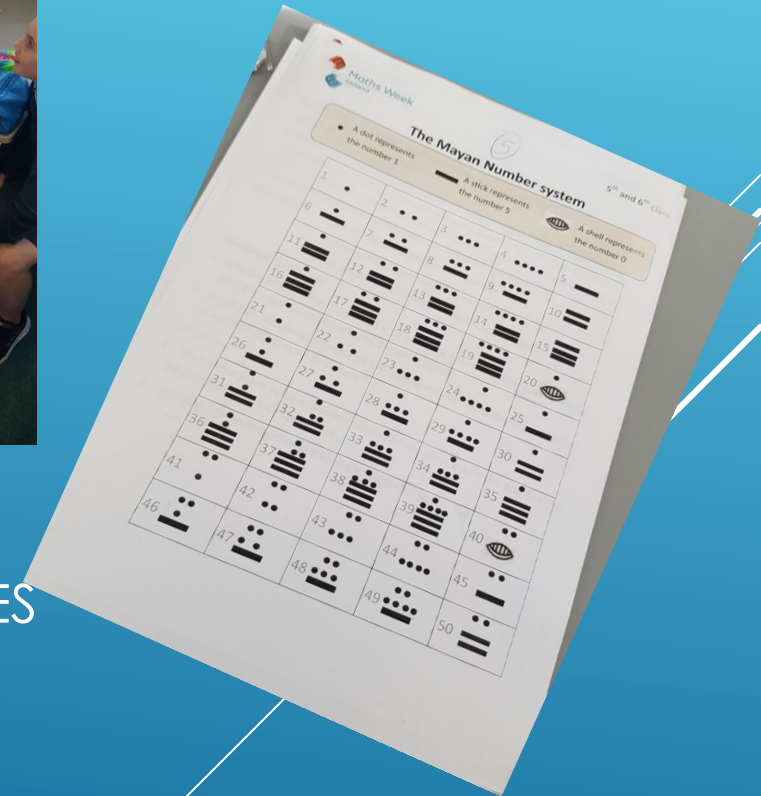 Maths Week
Ireland
5
The Mayan Number system
5th and 6th class
A dot represents
the number 1
A stick represents
the number 5
A shell represents
the number 0
1 2 3 4 5
6 7 8 9 10
11 12 13 14 15
16 17 18 19 20
21 22 23 24 25
26 27 28 29 30
31 32 33 34 35
36 37 38 39 40
41 42 43 44 45
46 47 48 49 50
ES